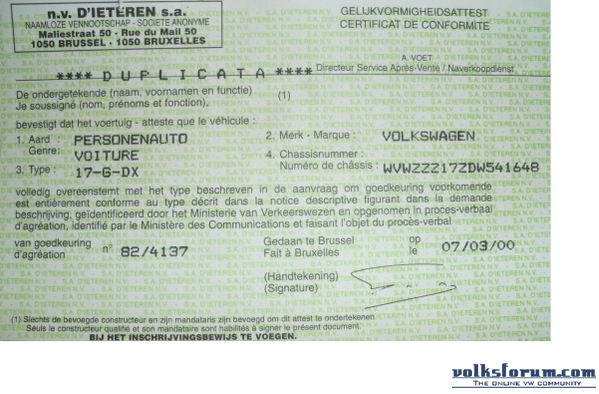 n.v. D'IETEREN s.a.
NAAMLOZE VENNOOTSCHAP - SOCIETE ANONYME
Maliestraat 50 - Rue du Mail 50
1050 BRUSSEL - 1050 BRUXELLES
GELIJKVORMIGHEIDSATTEST
CERTIFICAT DE CONFORMITE
A. VOET
**** DUPLICATA **** Directeur Service Après-Vente / Naverkoopdienst
De ondergetekende (naam, voornamen en functie)
Je soussigné (nom, prénoms et fonction), (1)
bevestigt dat het voertuig - atteste que le véhicule :
1. Aard : PERSONENAUTO 2. Merk - Marque : VOLKSWAGEN
Genre: VOITURE 4. Chassisnummer :
3. Type : 17-G-DX Numéro de châssis : WVWZZZ17ZDW541648
volledig overeenstemt met het type beschreven in de aanvraag om goedkeuring voorkomende
est entièrement conforme au type décrit dans la notice descriptive figurant dans la demande
beschrijving, geïdentificeerd door het Ministerie van Verkeerswezen en opgenomen in proces-verbaal
d'agréation, identifié par le Ministère des Communications et faisant l'objet du procès-verbal
van goedkeuring n° 82/4137 Gedaan te Brussel op 07/03/00
d'agréation Fait à Bruxelles le
(Handtekening)
(Signature)
(1) Slechts de bevoegde constructeur en zijn mandataris zijn bevoegd om dit attest te ondertekenen.
Seuls le constructeur qualifié et son mandataire sont habilités à signer le présent document.
BIJ HET INSCHRIJVINGSBEWIJS TE VOEGEN.
volksforum.com
THE ONLINE VW COMMUNITY